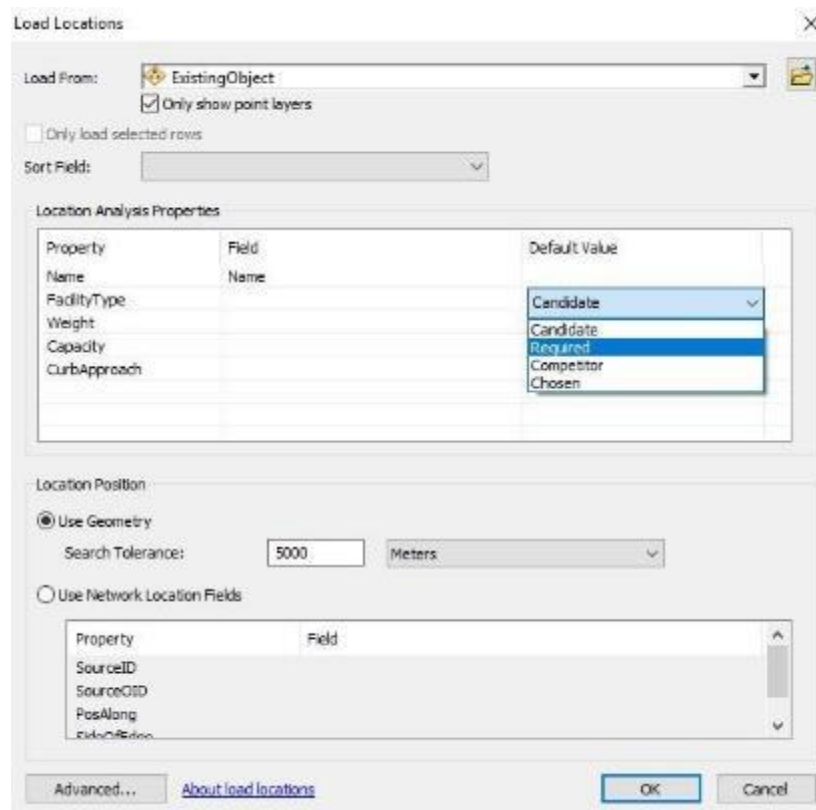 Load Locations
Load From: ExistingObject
Only show point layers
Only load selected rows
Sort Field:
Location Analysis Properties
Property Field Default Value
Name Name
FacilityType Candidate
Weight Candidate
Required
Capacity Competitor
CurbApproach Chosen
Location Position
Use Geometry
Search Tolerance: 5000 Meters
Use Network Location Fields
Property Field
SourceID
SourceOID
PosAlong
SideOfEdge
Advanced... About load locations OK Cancel